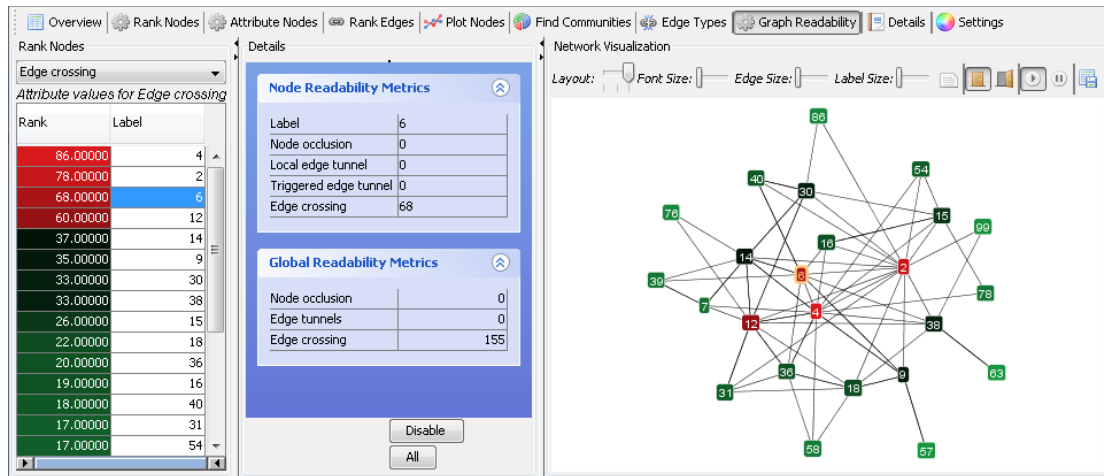 Overview Rank Nodes Attribute Nodes Rank Edges Plot Nodes Find Communities Edge Types Graph Readability Details Settings
Rank Nodes
Edge crossing
Attribute values for Edge crossing
Rank Label
86.00000 4
78.00000 2
68.00000 6
60.00000 12
37.00000 14
35.00000 9
33.00000 30
33.00000 38
26.00000 15
22.00000 18
20.00000 36
19.00000 16
18.00000 40
17.00000 31
17.00000 54
Details
Node Readability Metrics
Label 6
Node occlusion 0
Local edge tunnel 0
Triggered edge tunnel 0
Edge crossing 68
Global Readability Metrics
Node occlusion 0
Edge tunnels 0
Edge crossing 155
Disable
All
Network Visualization
Layout: Font Size: Edge Size: Label Size:
86
54
40
30
76
15
99
16
14
2
6
39
78
7
4
12
38
36
9
63
18
31
58
57